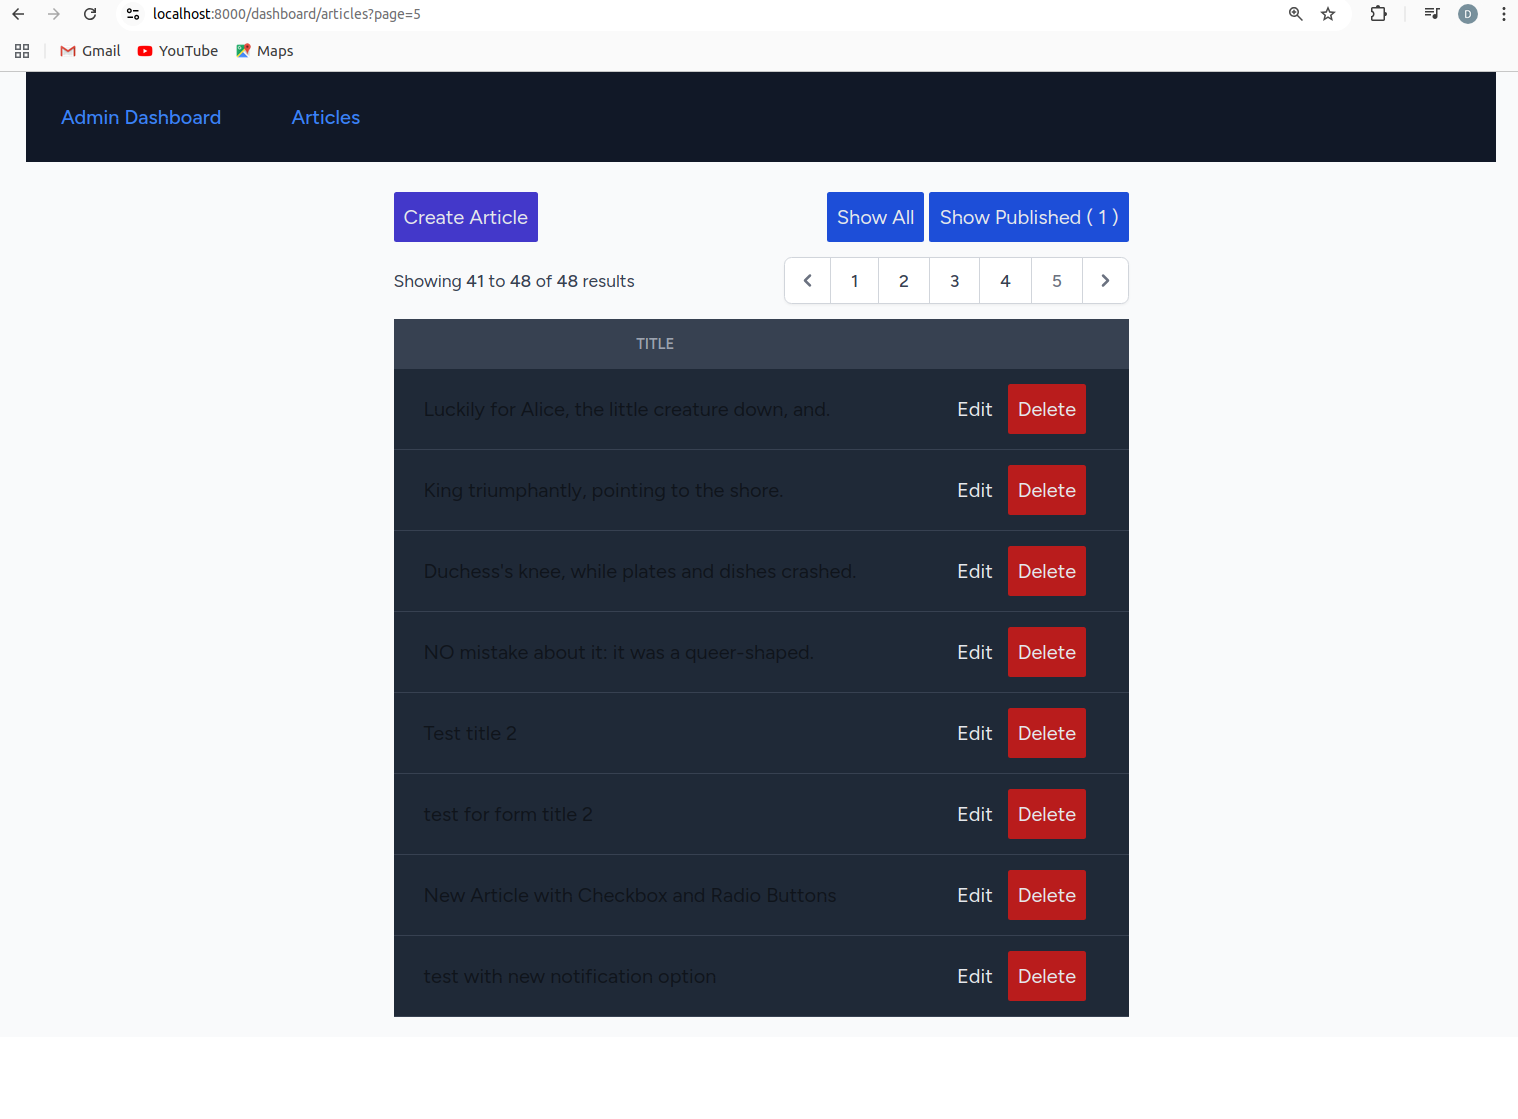 localhost:8000/dashboard/articles?page=5
D
Gmail YouTube Maps
Admin Dashboard Articles
Create Article Show All Show Published ( 1 )
Showing 41 to 48 of 48 results 1 2 3 4 5
TITLE
Luckily for Alice, the little creature down, and. Edit Delete
King triumphantly, pointing to the shore. Edit Delete
Duchess's knee, while plates and dishes crashed. Edit Delete
NO mistake about it: it was a queer-shaped. Edit Delete
Test title 2 Edit Delete
test for form title 2 Edit Delete
New Article with Checkbox and Radio Buttons Edit Delete
test with new notification option Edit Delete